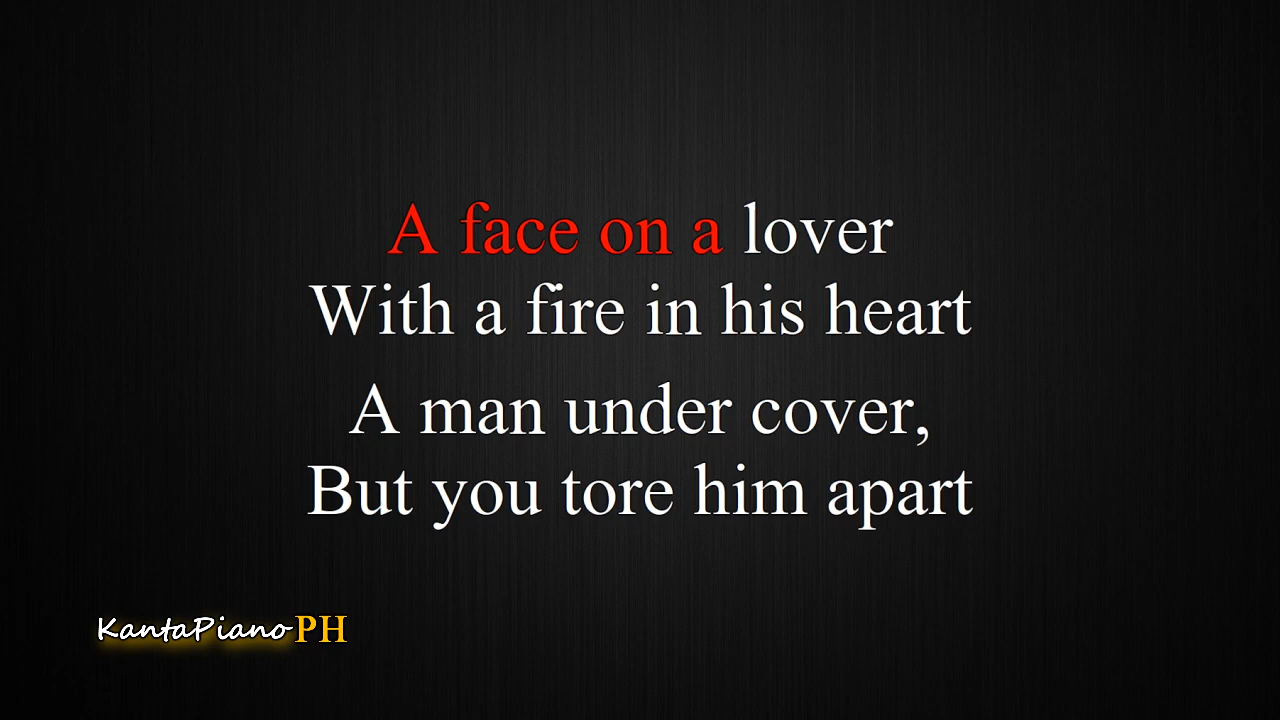 A face on a lover
With a fire in his heart
A man under cover,
But you tore him apart
KantaPianoPH